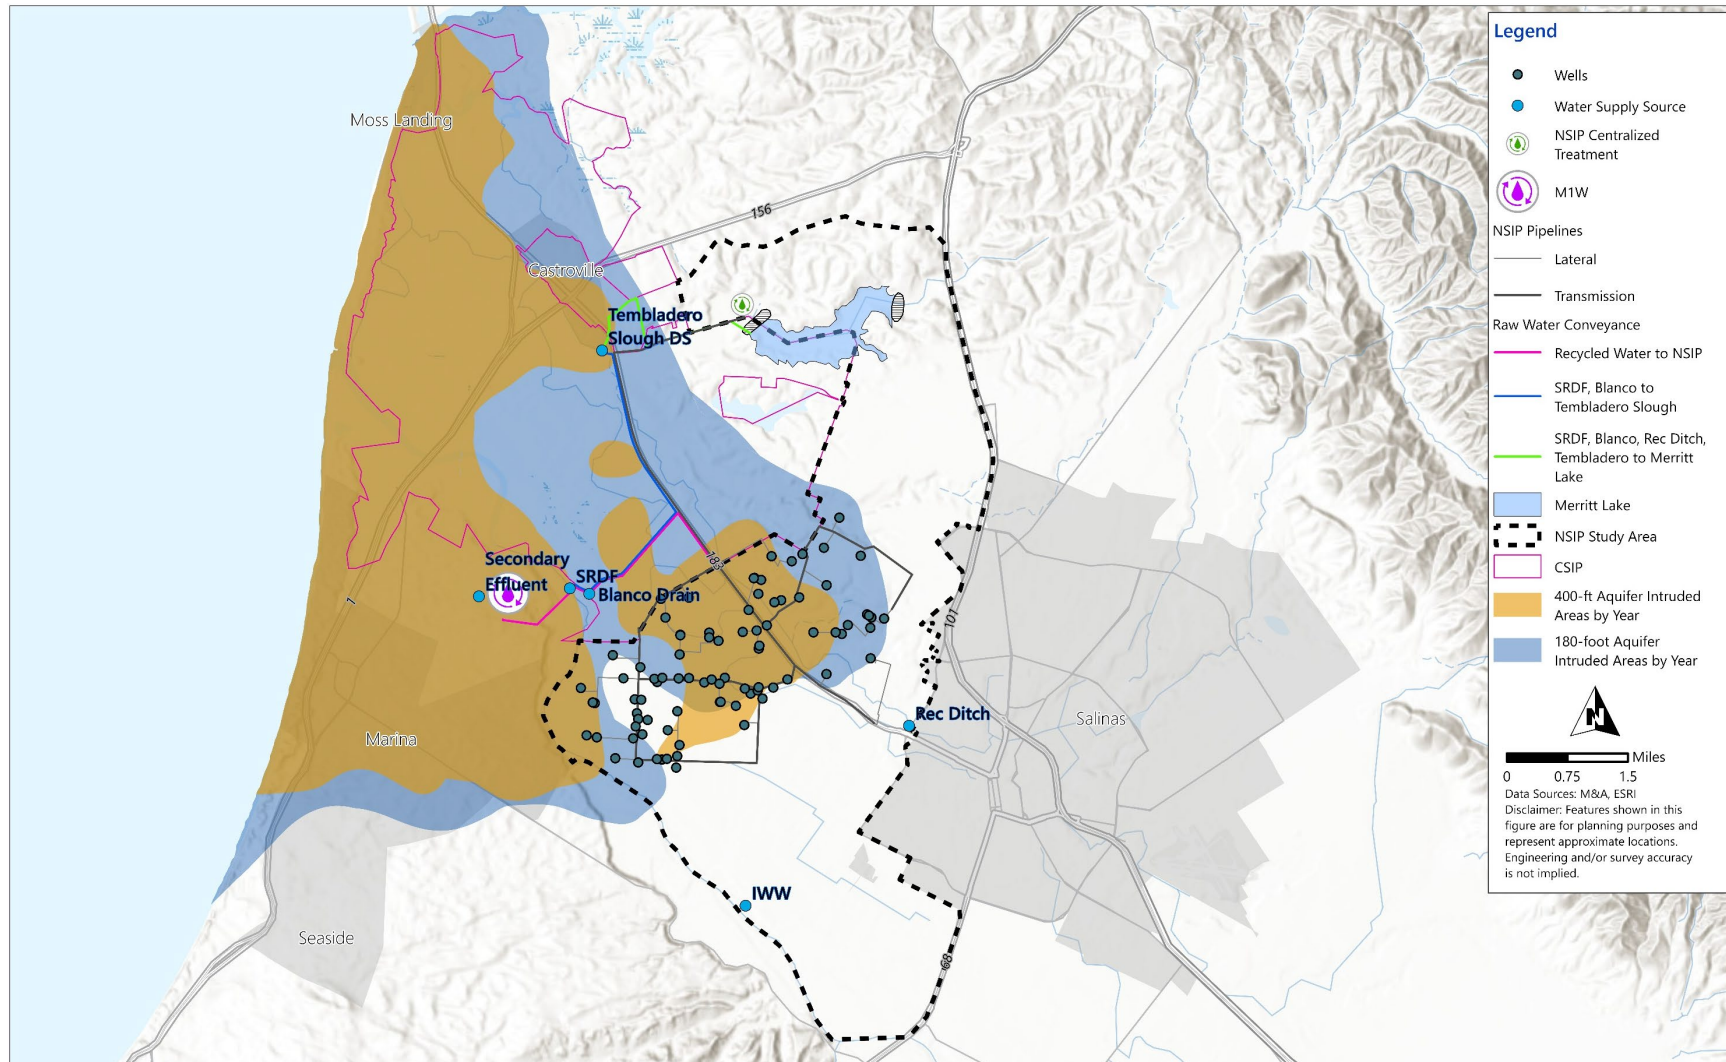 Moss Landing
Castroville
156
Tembladero
Slough DS
183
Secondary
Effluent
SRDF
Blanco Drain
1
101
Rec Ditch
Salinas
Marina
IWW
Seaside
68
Legend
Wells
Water Supply Source
NSIP Centralized
Treatment
M1W
NSIP Pipelines
Lateral
Transmission
Raw Water Conveyance
Recycled Water to NSIP
SRDF, Blanco to
Tembladero Slough
SRDF, Blanco, Rec Ditch,
Tembladero to Merritt
Lake
Merritt Lake
NSIP Study Area
CSIP
400-ft Aquifer Intruded
Areas by Year
180-foot Aquifer
Intruded Areas by Year
N
Miles
0 0.75 1.5
Data Sources: M&A, ESRI
Disclaimer: Features shown in this
figure are for planning purposes and
represent approximate locations.
Engineering and/or survey accuracy
is not implied.